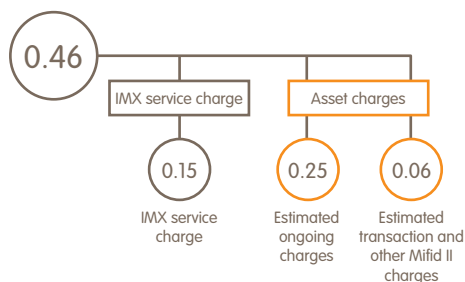 0.46
IMX service charge
Asset charges
0.15
0.25
0.06
IMX service
charge
Estimated
ongoing
charges
Estimated
transaction and
other Mifid II
charges